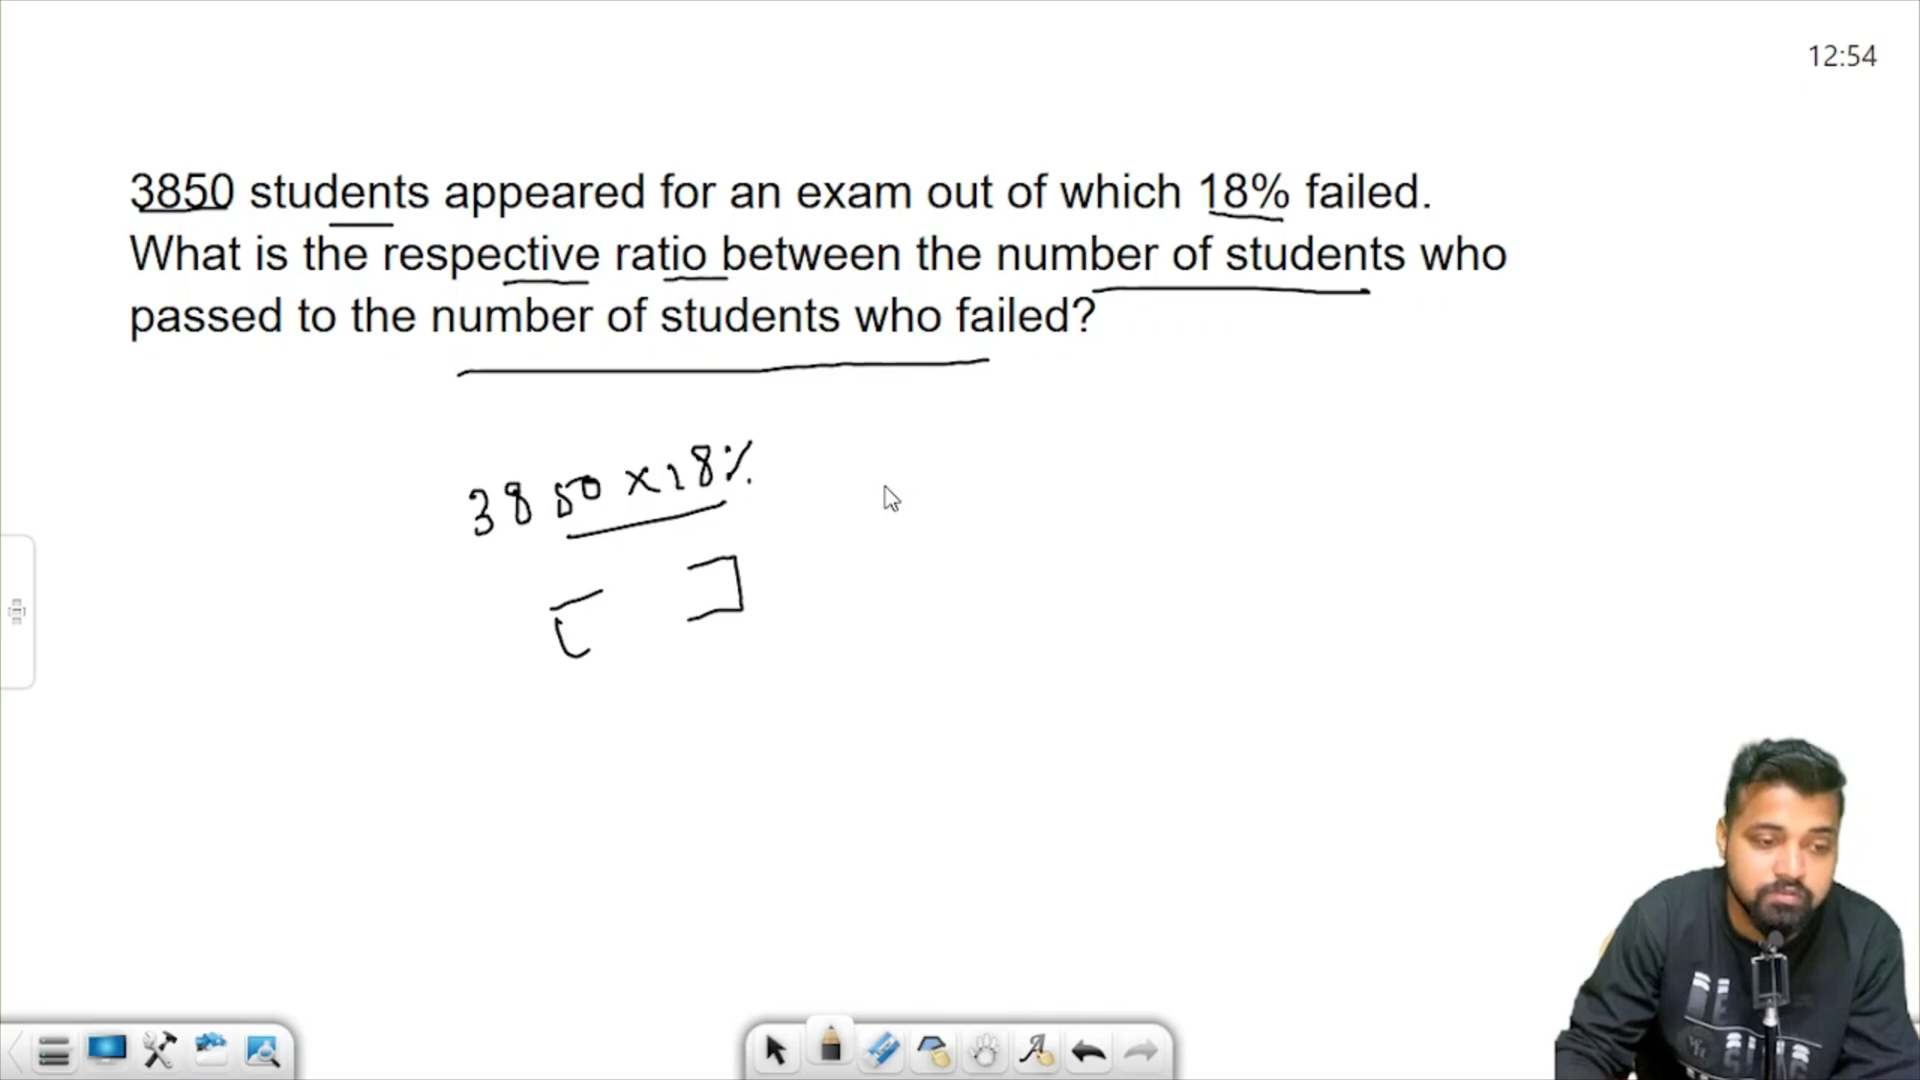 12:54
3850 students appeared for an exam out of which 18% failed.
What is the respective ratio between the number of students who
passed to the number of students who failed?
3850 x 18%